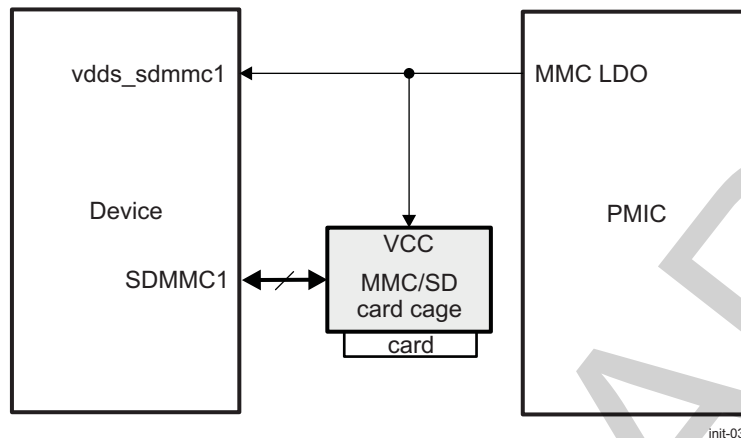 vdds_sdmmc1
MMC LDO
Device
PMIC
VCC
SDMMC1
MMC/SD
card cage
card
init-03